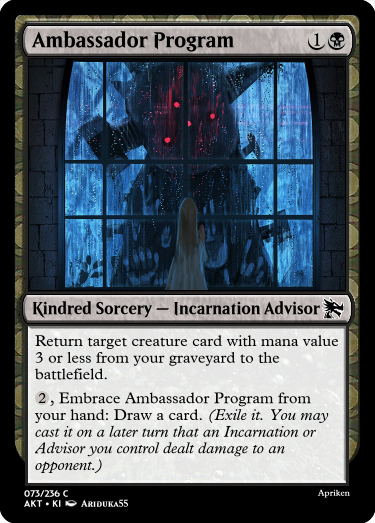 Ambassador Program 1
Kindred Sorcery — Incarnation Advisor
Return target creature card with mana value
3 or less from your graveyard to the
battlefield.
2, Embrace Ambassador Program from
your hand: Draw a card. (Exile it. You may
cast it on a later turn that an Incarnation or
Advisor you control dealt damage to an
opponent.)
073/236 C
Apriken
AKT • KI Ariduka55